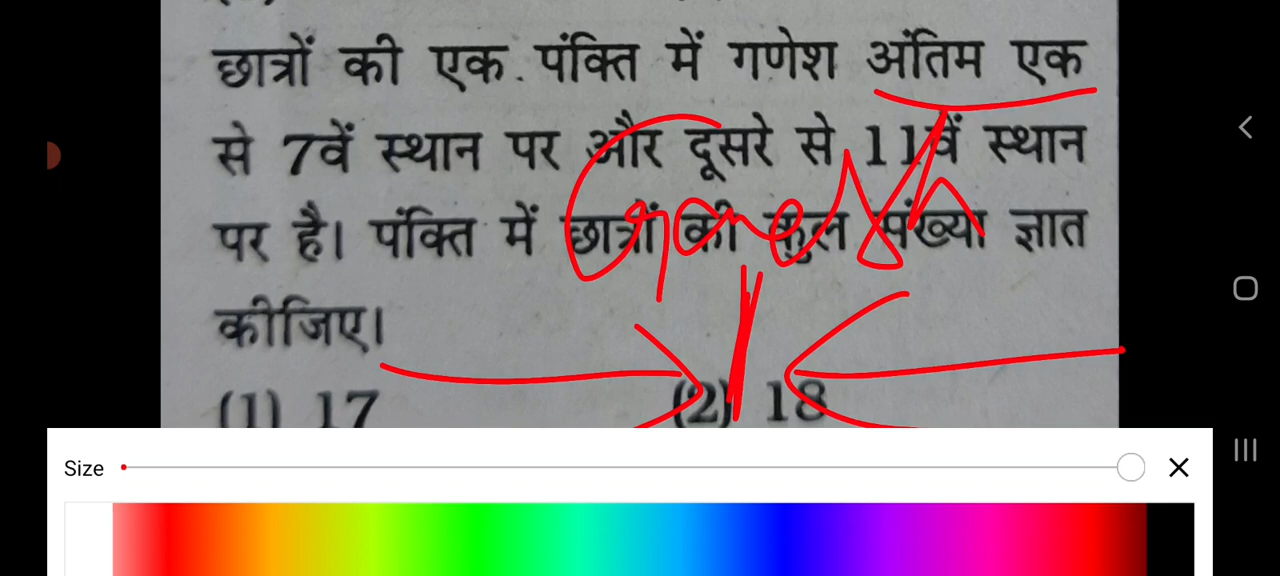 छात्रों की एक पंक्ति में गणेश अंतिम एक
से 7वें स्थान पर और दूसरे से 11वें स्थान
पर है। पंक्ति में छात्रों की कुल संख्या ज्ञात
Ganesh
कीजिए।
(1) 17 (2) 18
Size